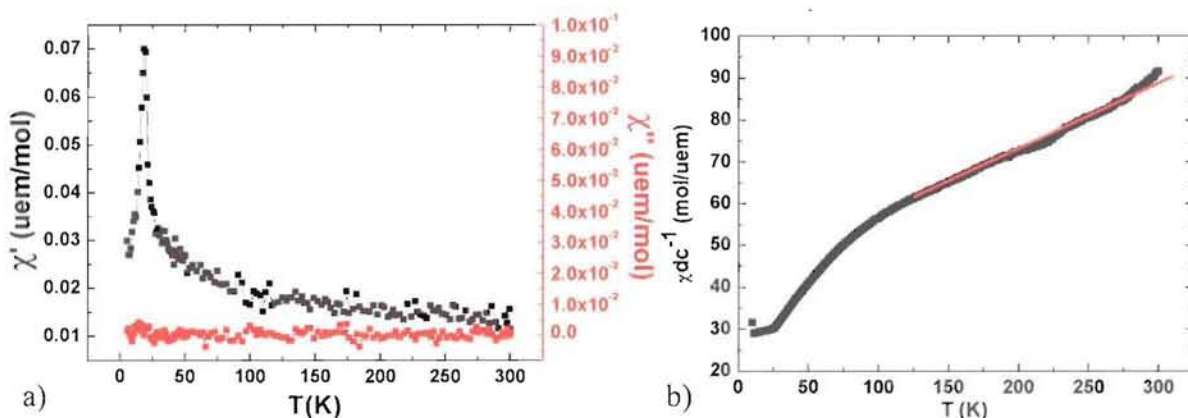 0.07
0.06
0.05
0.04
0.03
0.02
0.01
χ' (uem/mol)
1.0x10⁻¹
9.0x10⁻²
8.0x10⁻²
7.0x10⁻²
6.0x10⁻²
5.0x10⁻²
4.0x10⁻²
3.0x10⁻²
2.0x10⁻²
1.0x10⁻²
0.0
χ'' (uem/mol)
0 50 100 150 200 250 300
T(K)
a)
100
90
80
70
60
50
40
30
20
χdc⁻¹ (mol/uem)
0 50 100 150 200 250 300
T (K)
b)